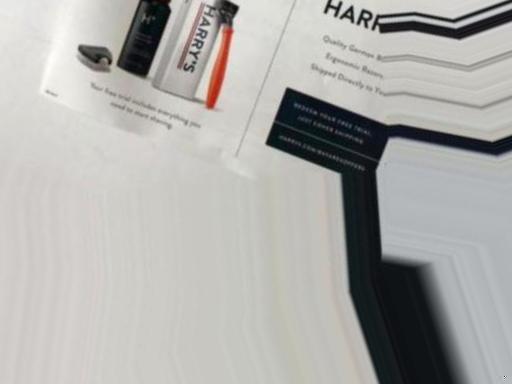 HARRY'S
Your free trial includes everything you
need to start shaving.
Quality German
Ergonomic Razors
Shipped Directly to You
REDEEM YOUR FREE TRIAL,
JUST COVER SHIPPING